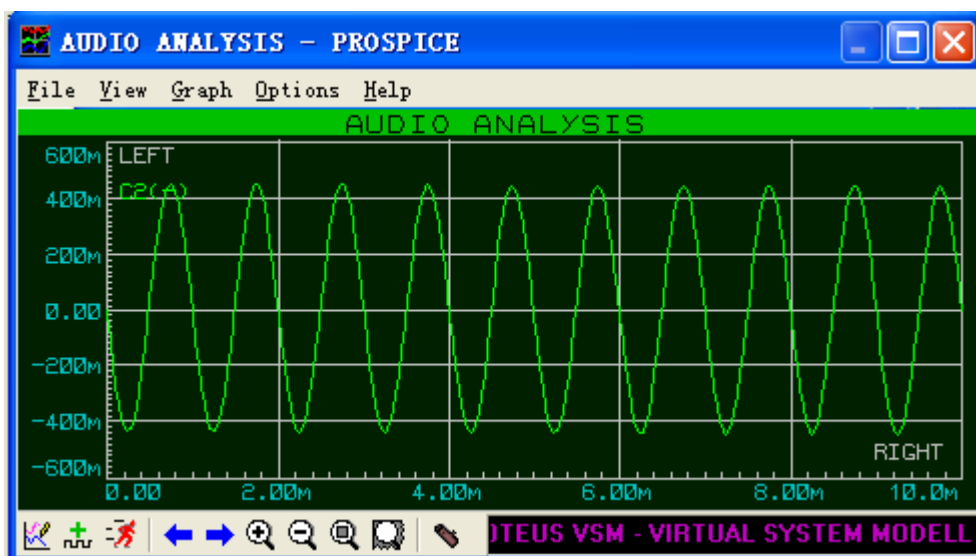 AUDIO ANALYSIS - PROSPICE
File View Graph Options Help
AUDIO ANALYSIS
600m LEFT
C2(A)
400m
200m
0.00
-200m
-400m
RIGHT
-600m
0.00 2.00m 4.00m 6.00m 8.00m 10.0m
OTEUS VSM - VIRTUAL SYSTEM MODELL